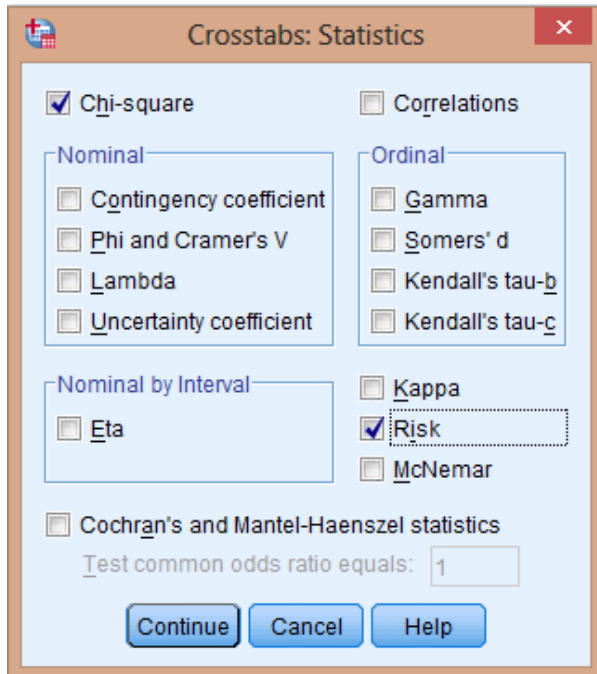 Crosstabs: Statistics
Chi-square
Correlations
Nominal
Contingency coefficient
Phi and Cramer's V
Lambda
Uncertainty coefficient
Ordinal
Gamma
Somers' d
Kendall's tau-b
Kendall's tau-c
Nominal by Interval
Eta
Kappa
Risk
McNemar
Cochran's and Mantel-Haenszel statistics
Test common odds ratio equals: 1
Continue Cancel Help